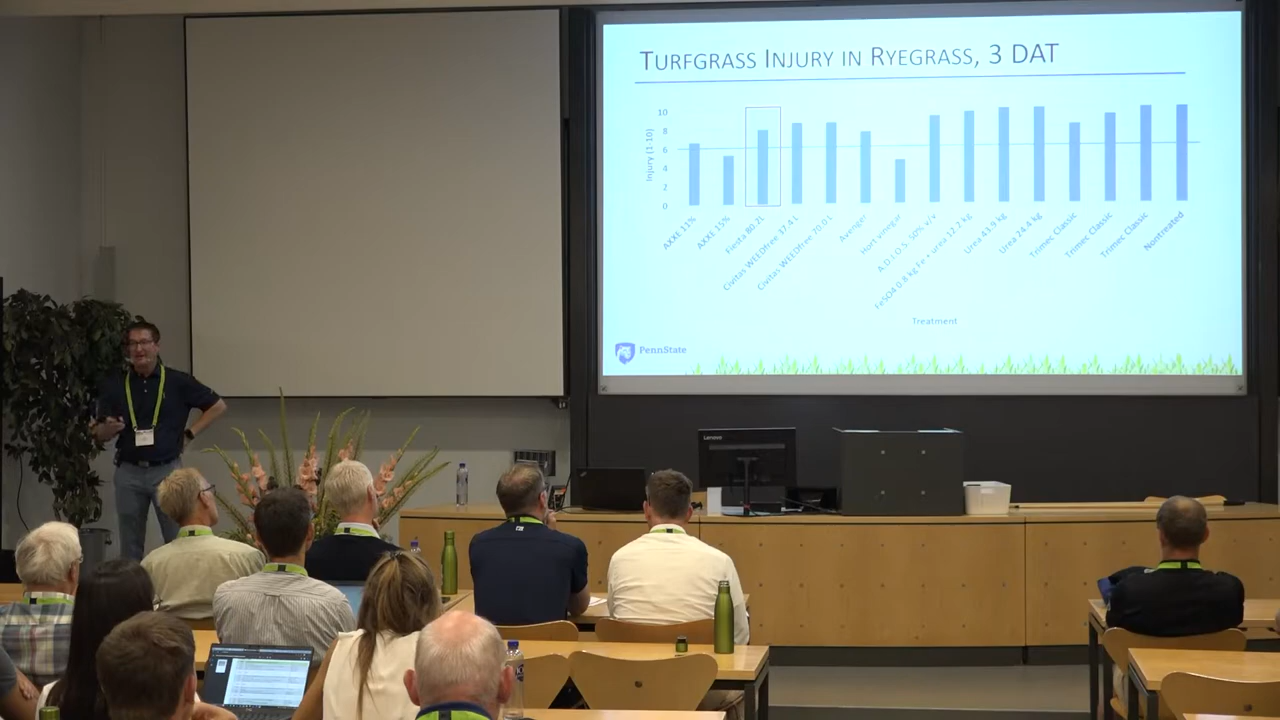 TURFGRASS INJURY IN RYEGRASS, 3 DAT
Injury (1-10)
10
8
6
4
2
0
AXXE 11%
AXXE 15%
Fiesta 80.2L
Civitas WEEDfree 37.4 L
Civitas WEEDfree 20.0 L
Avenger
Hort vinegar
A.D.I.O.S. 50% v/v
FeSO4 0.8 kg Fe + urea 12.2 kg
Urea 43.9 kg
Urea 24.4 kg
Trimec Classic
Trimec Classic
Trimec Classic
Nontreated
Treatment
PennState
Lenovo